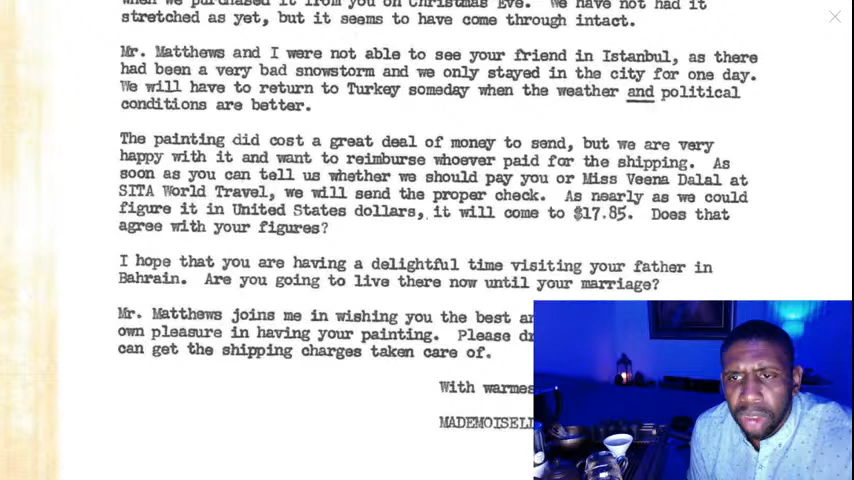 when we purchased it from you on Christmas Eve. We have not had it
stretched as yet, but it seems to have come through intact.
Mr. Matthews and I were not able to see your friend in Istanbul, as there
had been a very bad snowstorm and we only stayed in the city for one day.
We will have to return to Turkey someday when the weather and political
conditions are better.
The painting did cost a great deal of money to send, but we are very
happy with it and want to reimburse whoever paid for the shipping. As
soon as you can tell us whether we should pay you or Miss Veena Dalal at
SITA World Travel, we will send the proper check. As nearly as we could
figure it in United States dollars, it will come to $17.85. Does that
agree with your figures?
I hope that you are having a delightful time visiting your father in
Bahrain. Are you going to live there now until your marriage?
Mr. Matthews joins me in wishing you the best
own pleasure in having your painting. Please
can get the shipping charges taken care of.
With
MADEMOISELL